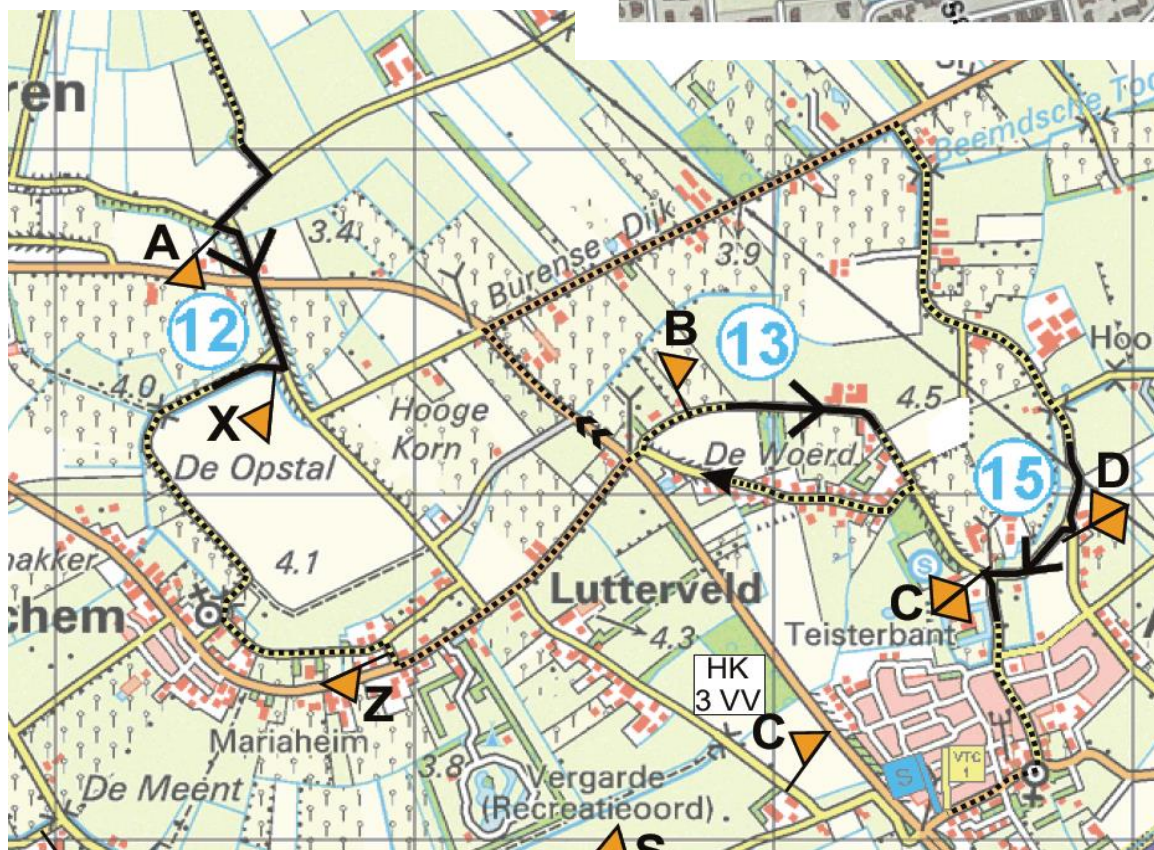 ren
Beemdsche
3.4
A
Burense Dijk
3.9
12
B
13
Hoo
4.0
X
Hooge
Korn
4.5
De Opstal
De Woerd
15
D
4.1
akker
chem
Lutterveld
S
C
4.3
Teisterbant
HK
3 VV
Z
C
Mariaheim
3.8
VTC
1
S
De Meent
Vergarde
(Recreatieoord)
S